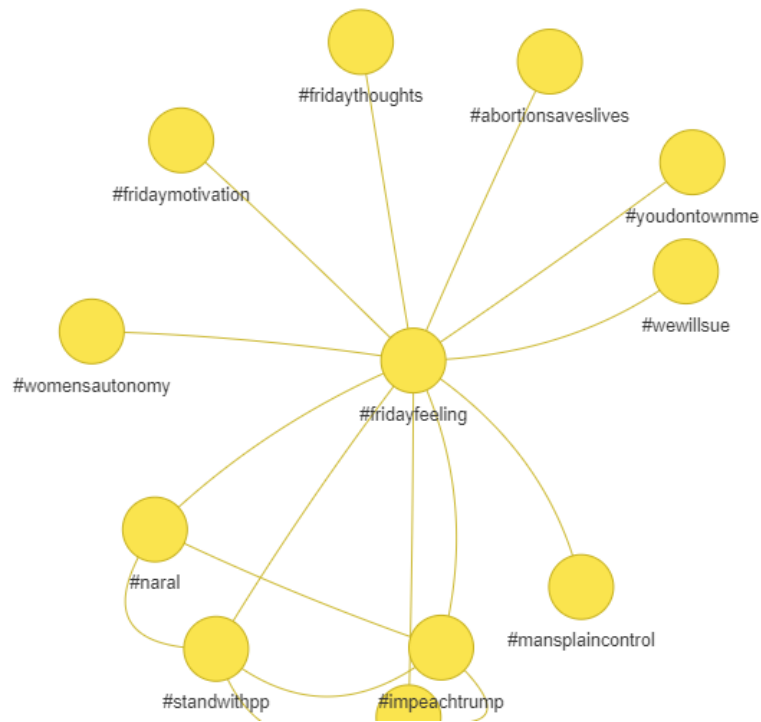 #fridaythoughts
#abortionsaveslives
#fridaymotivation
#youdontownme
#wewillsue
#womensautonomy
#fridayfeeling
#naral
#mansplaincontrol
#standwithpp
#impeachtrump